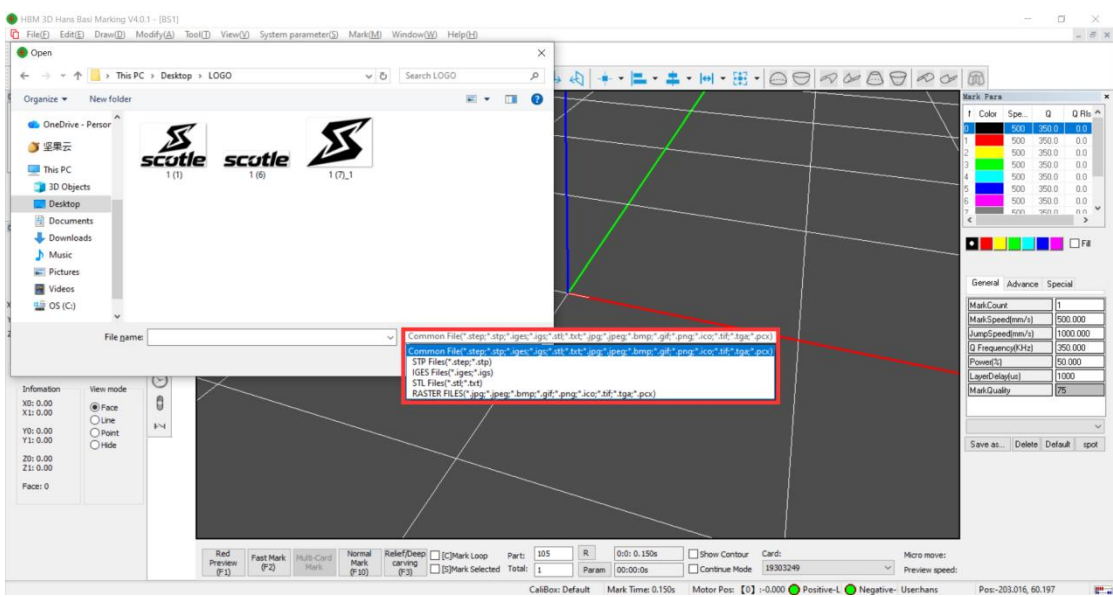 HBM 3D Hans Basi Marking V4.0.1 - [BS1]
File(F) Edit(E) Draw(D) Modify(A) Tool(T) View(V) System parameter(S) Mark(M) Window(W) Help(H)
Open
This PC > Desktop > LOGO
Search LOGO
Organize
New folder
OneDrive - Person
坚果云
This PC
3D Objects
Desktop
Documents
Downloads
Music
Pictures
Videos
OS (C:)
scotle
1 (1)
scotle
1 (6)
1 (7)_1
File name:
Common File(*.step;*.stp;*.iges;*.igs;*.stl;*.txt;*.jpg;*.jpeg;*.bmp;*.gif;*.png;*.ico;*.tif;*.tga;*.pcx)
Common File(*.step;*.stp;*.iges;*.igs;*.stl;*.txt;*.jpg;*.jpeg;*.bmp;*.gif;*.png;*.ico;*.tif;*.tga;*.pcx)
STP Files(*.step;*.stp)
IGES Files(*.iges;*.igs)
STL Files(*.stl;*.txt)
RASTER FILES(*.jpg;*.jpeg;*.bmp;*.gif;*.png;*.ico;*.tif;*.tga;*.pcx)
Mark Para
Color Spe... Q Q Rls
0 500 350.0 0.0
1 500 350.0 0.0
2 500 350.0 0.0
3 500 350.0 0.0
4 500 350.0 0.0
5 500 350.0 0.0
6 500 350.0 0.0
7 500 350.0 0.0
Fill
General Advance Special
MarkCount 1
MarkSpeed(mm/s) 500.000
JumpSpeed(mm/s) 1000.000
Q Frequency(KHz) 350.000
Power(%) 50.000
LayerDelay(us) 1000
MarkQuality 75
Save as... Delete Default spot
Infomation
X0: 0.00
X1: 0.00
Y0: 0.00
Y1: 0.00
Z0: 0.00
Z1: 0.00
Face: 0
View mode
Face
Line
Point
Hide
Red Preview (F1)
Fast Mark (F2)
Multi-Card Mark
Normal Mark (F10)
Relief/Deep carving (F3)
[C]Mark Loop
[S]Mark Selected
Part: 105
Total: 1
R
Param
0:0: 0.150s
00:00:0s
Show Contour
Continue Mode
Card:
19303249
Micro move:
Preview speed:
CaliBox: Default Mark Time: 0.150s Motor Pos: 【0】:-0.000 Positive-L Negative- User:hans Pos:-203.016, 60.197